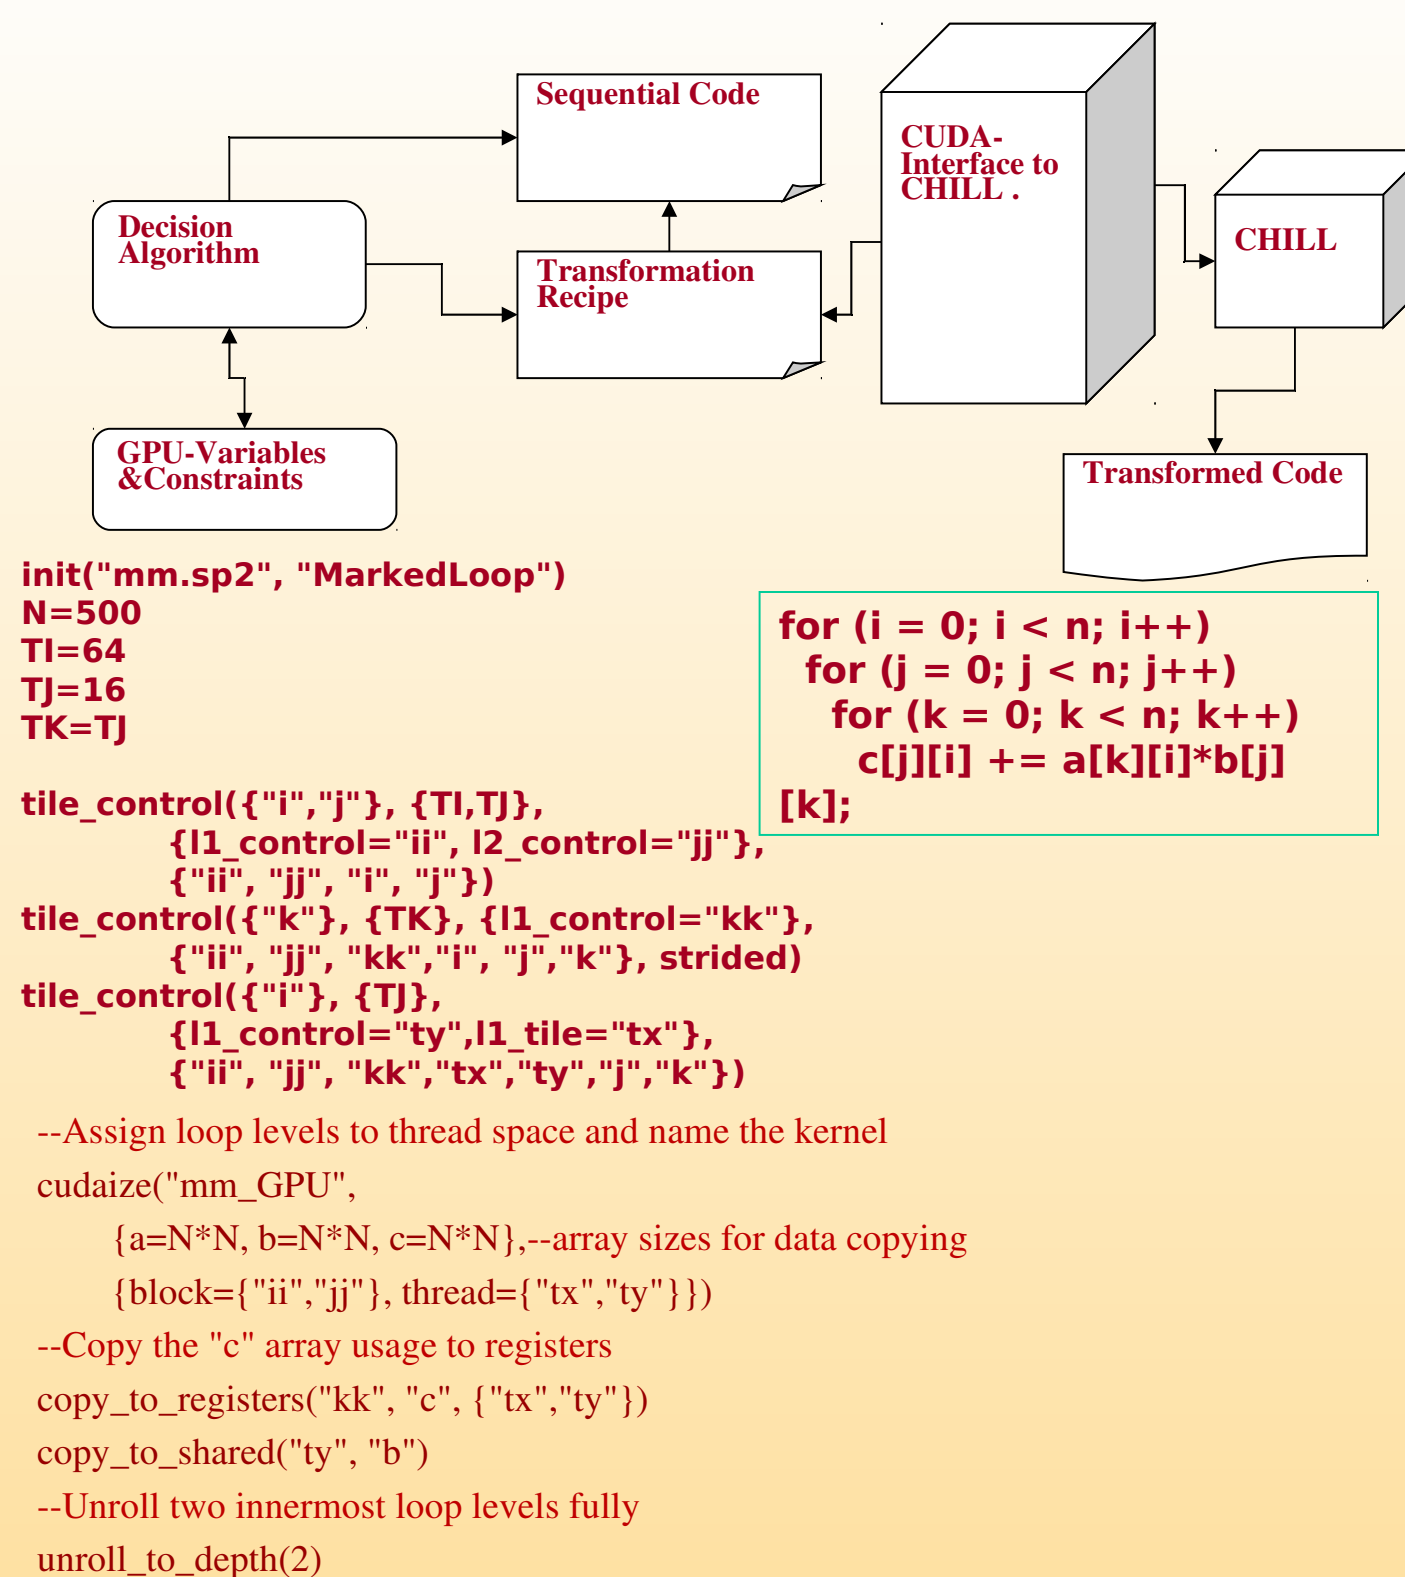 Sequential Code
CUDA-
Interface to
CHILL .
Decision
Algorithm
CHILL
Transformation
Recipe
GPU-Variables
&Constraints
Transformed Code
init("mm.sp2", "MarkedLoop")
N=500
TI=64
TJ=16
TK=TJ
for (i = 0; i < n; i++)
for (j = 0; j < n; j++)
for (k = 0; k < n; k++)
c[j][i] += a[k][i]*b[j]
[k];
tile_control({"i","j"}, {TI,TJ},
{l1_control="ii", l2_control="jj"},
{"ii", "jj", "i", "j"})
tile_control({"k"}, {TK}, {l1_control="kk"},
{"ii", "jj", "kk","i", "j","k"}, strided)
tile_control({"i"}, {TJ},
{l1_control="ty",l1_tile="tx"},
{"ii", "jj", "kk","tx","ty","j","k"})
--Assign loop levels to thread space and name the kernel
cudaize("mm_GPU",
{a=N*N, b=N*N, c=N*N},--array sizes for data copying
{block={"ii","jj"}, thread={"tx","ty"}})
--Copy the "c" array usage to registers
copy_to_registers("kk", "c", {"tx","ty"})
copy_to_shared("ty", "b")
--Unroll two innermost loop levels fully
unroll_to_depth(2)